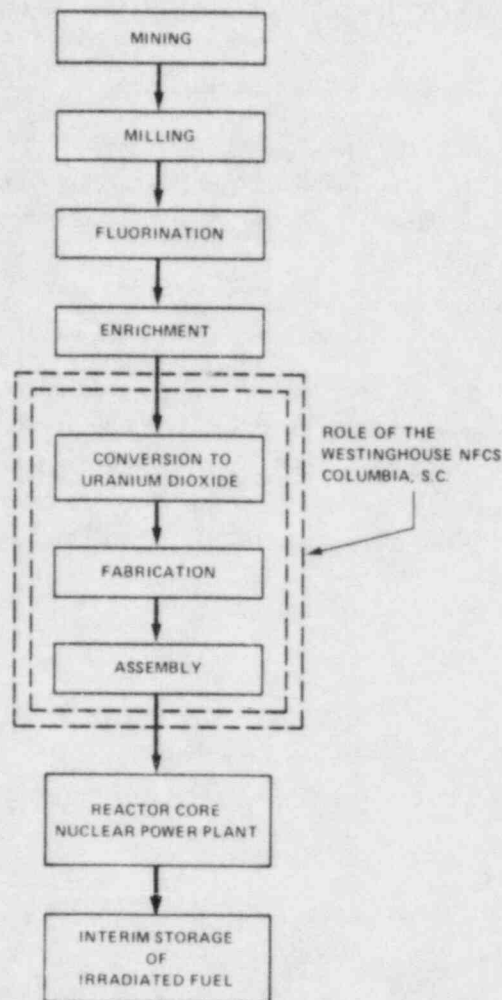 MINING
MILLING
FLUORINATION
ENRICHMENT
CONVERSION TO
URANIUM DIOXIDE
FABRICATION
ASSEMBLY
ROLE OF THE
WESTINGHOUSE NFCS
COLUMBIA, S.C.
REACTOR CORE
NUCLEAR POWER PLANT
INTERIM STORAGE
OF
IRRADIATED FUEL